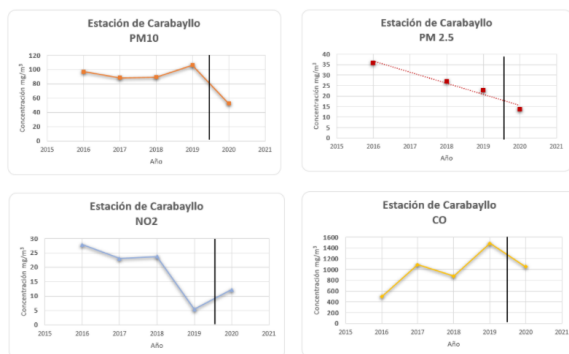 Estación de Carabayllo
PM10
Concentración mg/m³
120
100
80
60
40
20
0
2015 2016 2017 2018 2019 2020 2021
Año
Estación de Carabayllo
PM 2.5
Concentración mg/m³
40
35
30
25
20
15
10
5
0
2015 2016 2017 2018 2019 2020 2021
Año
Estación de Carabayllo
NO2
Concentración mg/m³
30
25
20
15
10
5
0
2015 2016 2017 2018 2019 2020 2021
Año
Estación de Carabayllo
CO
Concentración mg/m³
1600
1400
1200
1000
800
600
400
200
0
2015 2016 2017 2018 2019 2020 2021
Año